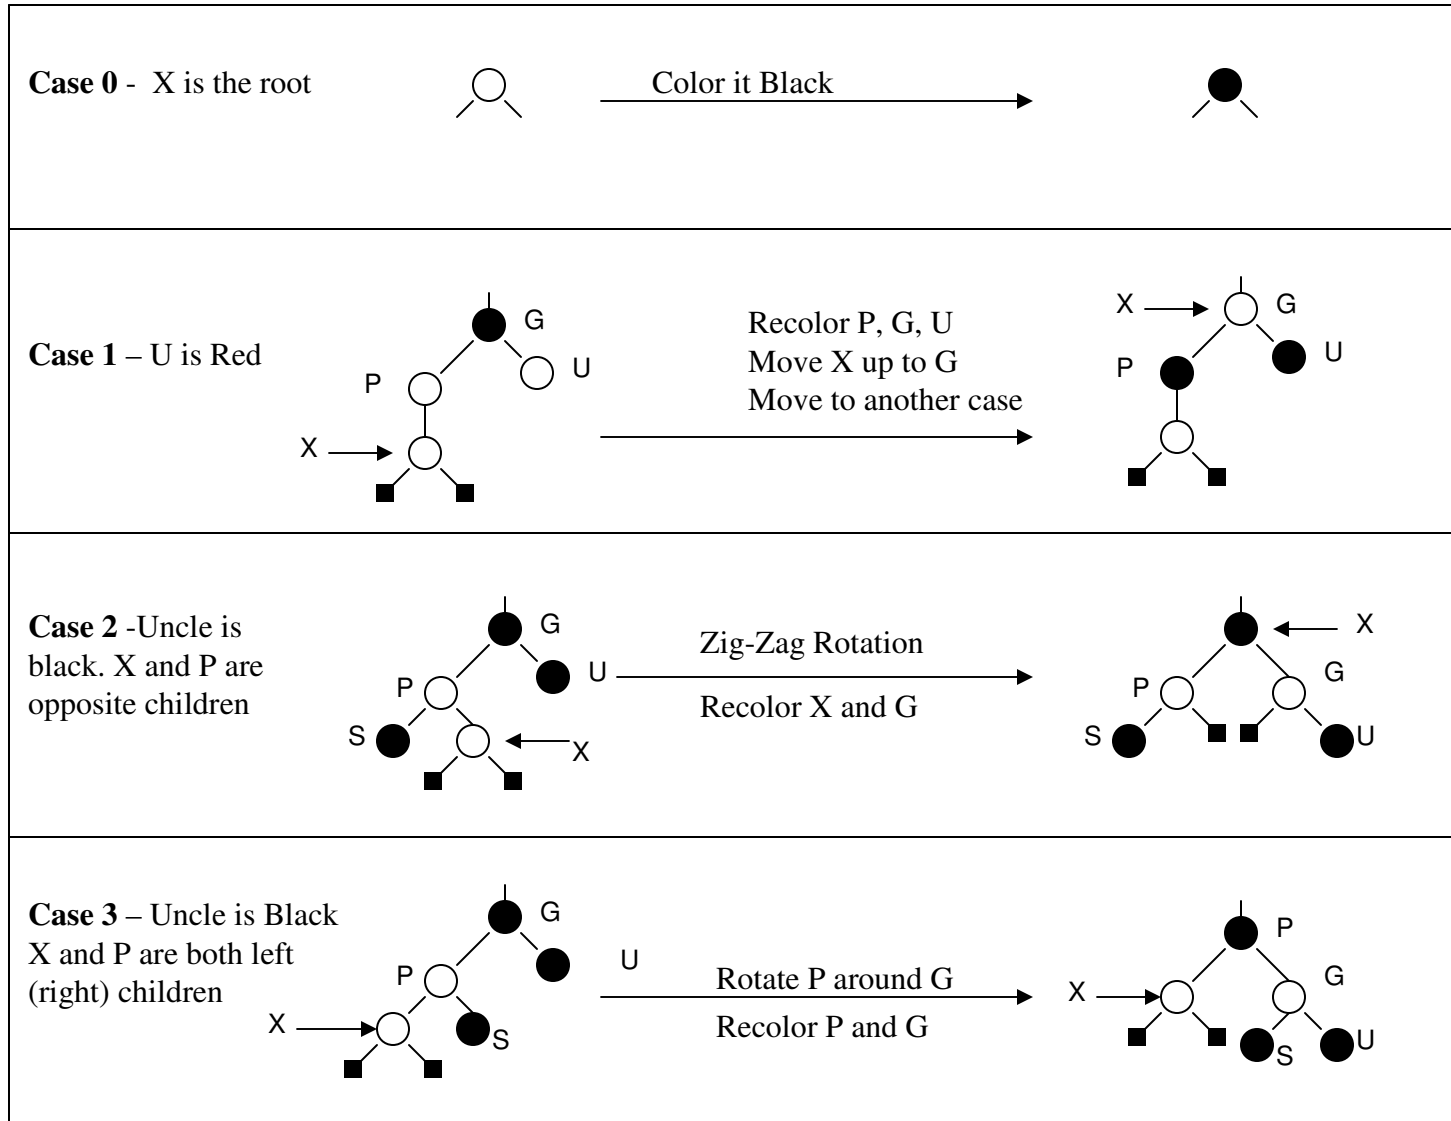 Case 0 - X is the root
Color it Black
Case 1 – U is Red
G
U
P
X
Recolor P, G, U
Move X up to G
Move to another case
X
G
U
P
Case 2 -Uncle is
black. X and P are
opposite children
G
U
P
S
X
Zig-Zag Rotation
Recolor X and G
X
G
P
S
U
Case 3 – Uncle is Black
X and P are both left
(right) children
G
U
P
X
S
Rotate P around G
Recolor P and G
P
G
X
S
U